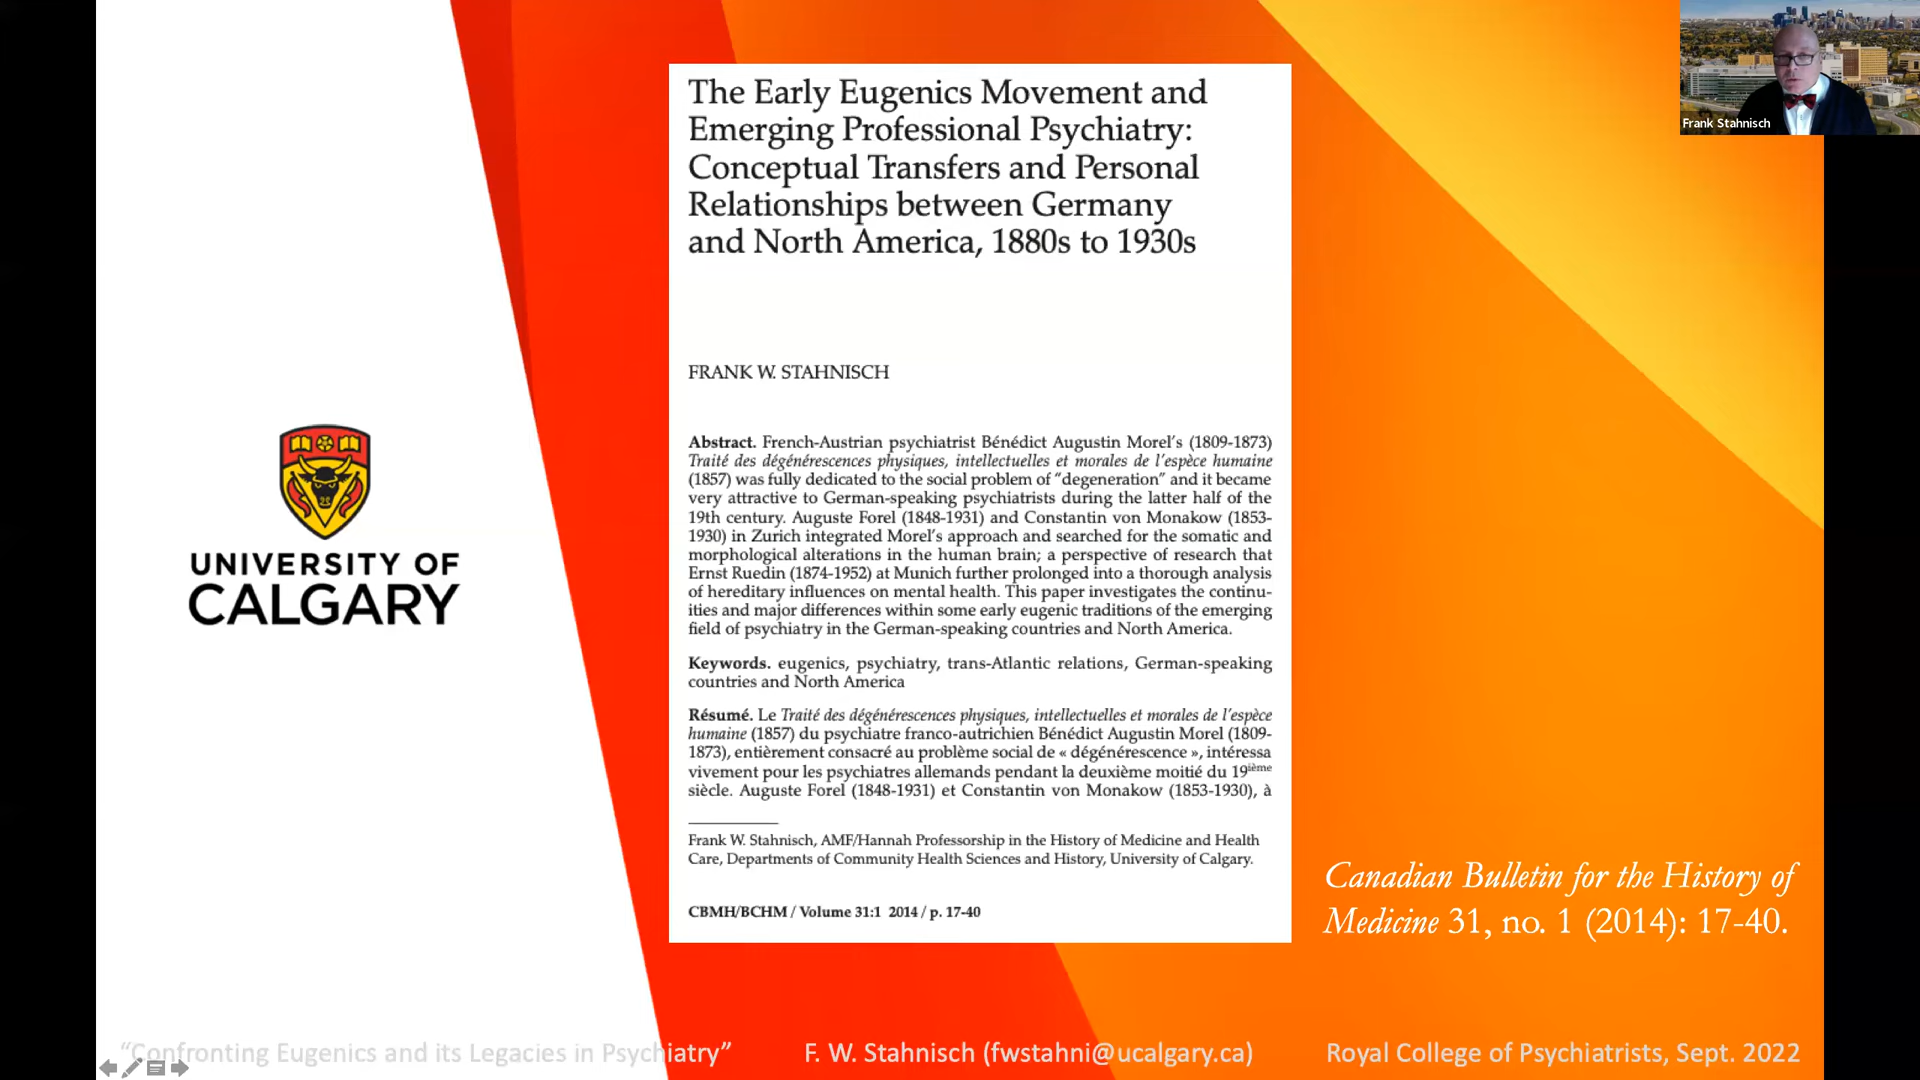 The Early Eugenics Movement and
Emerging Professional Psychiatry:
Conceptual Transfers and Personal
Relationships between Germany
and North America, 1880s to 1930s
FRANK W. STAHNISCH
Abstract. French-Austrian psychiatrist Bénédict Augustin Morel's (1809-1873)
Traité des dégénérescences physiques, intellectuelles et morales de l'espèce humaine
(1857) was fully dedicated to the social problem of "degeneration" and it became
very attractive to German-speaking psychiatrists during the latter half of the
19th century. Auguste Forel (1848-1931) and Constantin von Monakow (1853-
1930) in Zurich integrated Morel's approach and searched for the somatic and
morphological alterations in the human brain; a perspective of research that
Ernst Ruedin (1874-1952) at Munich further prolonged into a thorough analysis
of hereditary influences on mental health. This paper investigates the continu-
ities and major differences within some early eugenic traditions of the emerging
field of psychiatry in the German-speaking countries and North America.
Keywords. eugenics, psychiatry, trans-Atlantic relations, German-speaking
countries and North America
Résumé. Le Traité des dégénérescences physiques, intellectuelles et morales de l'espèce
humaine (1857) du psychiatre franco-autrichien Bénédict Augustin Morel (1809-
1873), entièrement consacré au problème social de « dégénérescence », intéressa
vivement pour les psychiatres allemands pendant la deuxième moitié du 19ième
siècle. Auguste Forel (1848-1931) et Constantin von Monakow (1853-1930), à
Frank W. Stahnisch, AMF/Hannah Professorship in the History of Medicine and Health
Care, Departments of Community Health Sciences and History, University of Calgary.
CBMH/BCHM / Volume 31:1 2014 / p. 17-40
UNIVERSITY OF
CALGARY
Canadian Bulletin for the History of
Medicine 31, no. 1 (2014): 17-40.
Frank Stahnisch
"Confronting Eugenics and its Legacies in Psychiatry"
F. W. Stahnisch (fwstahni@ucalgary.ca)
Royal College of Psychiatrists, Sept. 2022